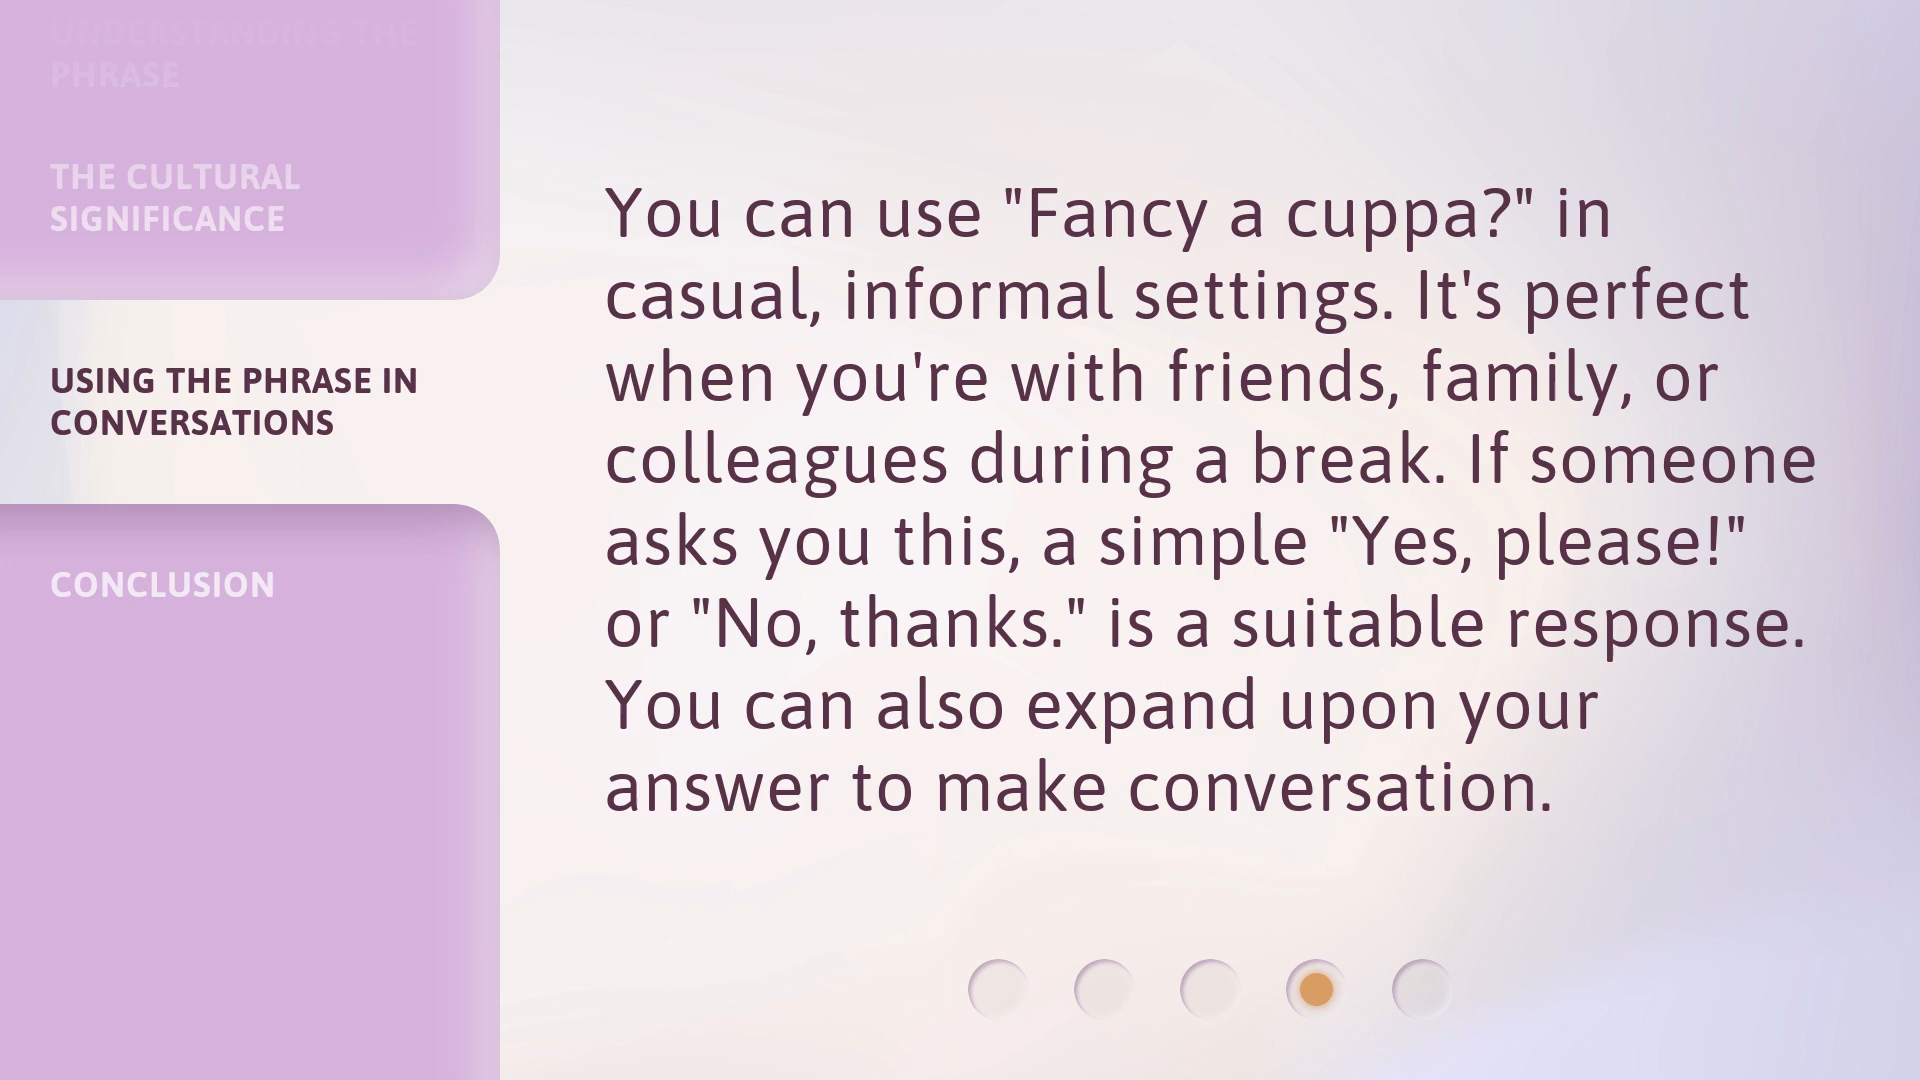 UNDERSTANDING THE
PHRASE
THE CULTURAL
SIGNIFICANCE
USING THE PHRASE IN
CONVERSATIONS
CONCLUSION
You can use "Fancy a cuppa?" in
casual, informal settings. It's perfect
when you're with friends, family, or
colleagues during a break. If someone
asks you this, a simple "Yes, please!"
or "No, thanks." is a suitable response.
You can also expand upon your
answer to make conversation.